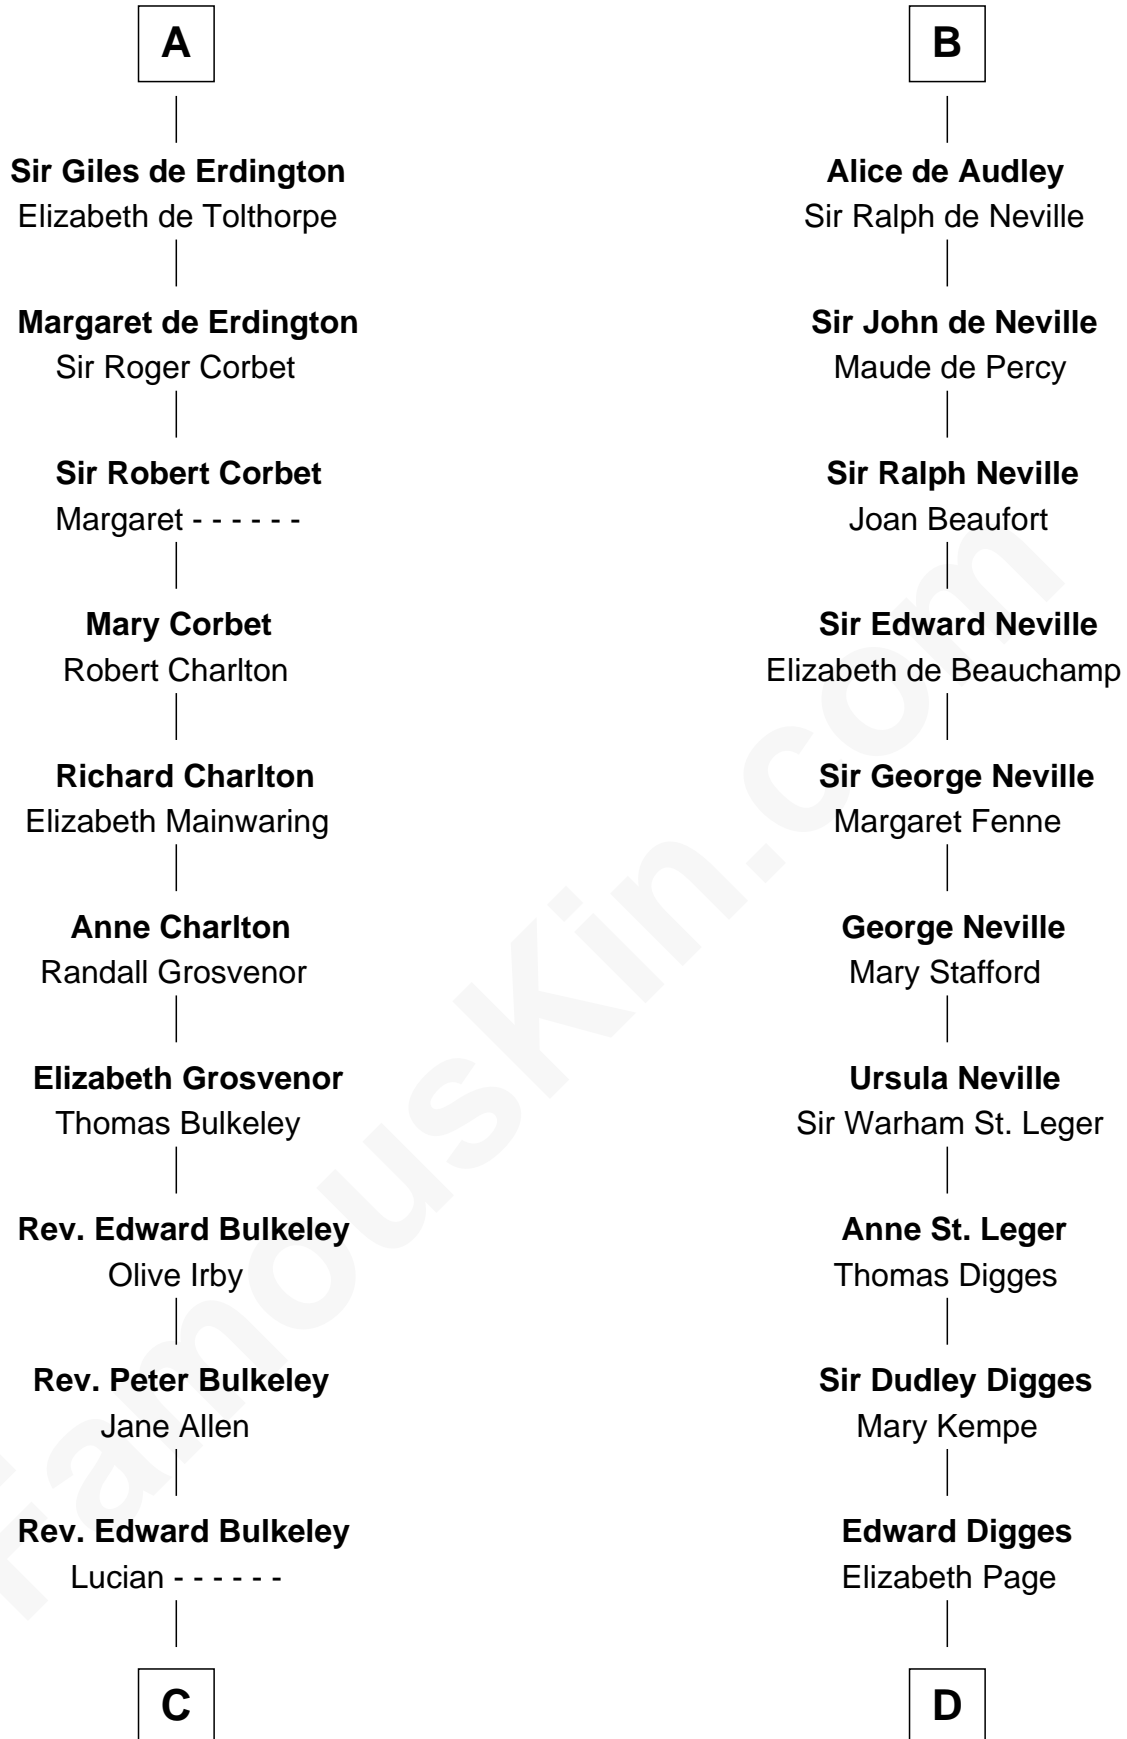 A
Sir Giles de Erdington
Elizabeth de Tolthorpe
Margaret de Erdington
Sir Roger Corbet
Sir Robert Corbet
Margaret - - - - - -
Mary Corbet
Robert Charlton
Richard Charlton
Elizabeth Mainwaring
Anne Charlton
Randall Grosvenor
Elizabeth Grosvenor
Thomas Bulkeley
Rev. Edward Bulkeley
Olive Irby
Rev. Peter Bulkeley
Jane Allen
Rev. Edward Bulkeley
Lucian - - - - - -
C
B
Alice de Audley
Sir Ralph de Neville
Sir John de Neville
Maude de Percy
Sir Ralph Neville
Joan Beaufort
Sir Edward Neville
Elizabeth de Beauchamp
Sir George Neville
Margaret Fenne
George Neville
Mary Stafford
Ursula Neville
Sir Warham St. Leger
Anne St. Leger
Thomas Digges
Sir Dudley Digges
Mary Kempe
Edward Digges
Elizabeth Page
D
FamousKin.com